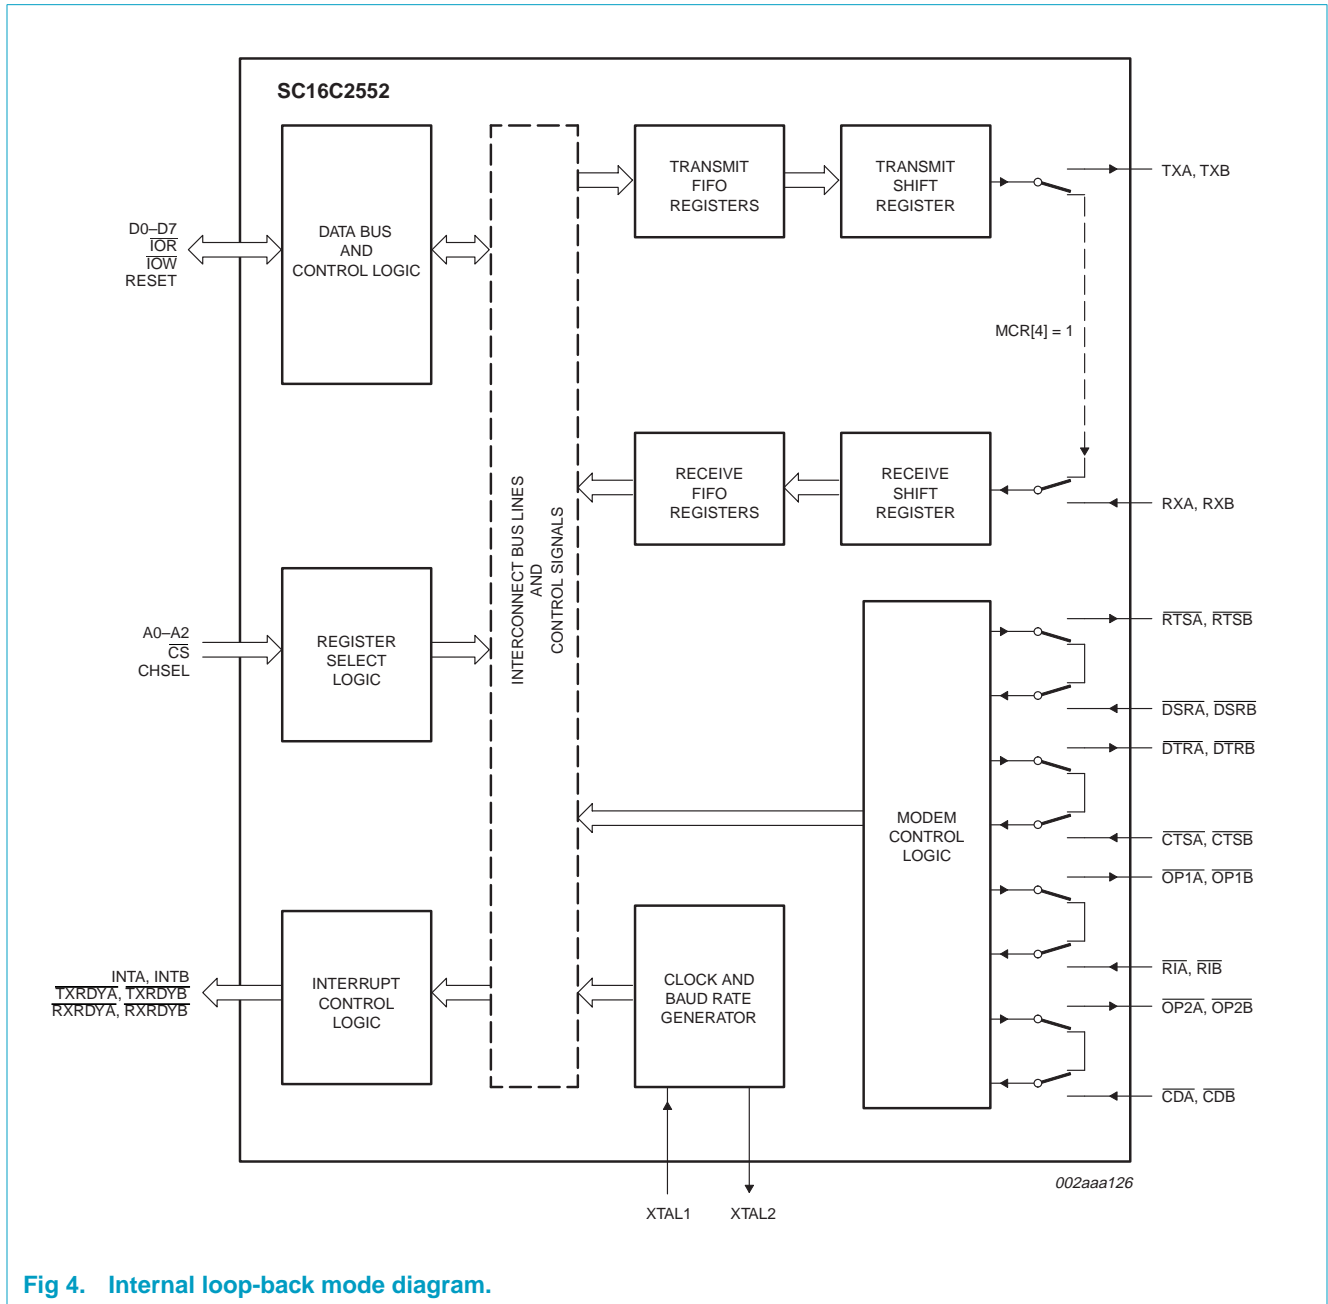 SC16C2552
D0–D7
IOR
IOW
RESET
DATA BUS
AND
CONTROL LOGIC
TRANSMIT
FIFO
REGISTERS
TRANSMIT
SHIFT
REGISTER
TXA, TXB
MCR[4] = 1
INTERCONNECT BUS LINES
AND
CONTROL SIGNALS
RECEIVE
FIFO
REGISTERS
RECEIVE
SHIFT
REGISTER
RXA, RXB
A0–A2
CS
CHSEL
REGISTER
SELECT
LOGIC
RTSA, RTSB
DSRA, DSRB
DTRA, DTRB
MODEM
CONTROL
LOGIC
CTSA, CTSB
OP1A, OP1B
RIA, RIB
OP2A, OP2B
CDA, CDB
INTA, INTB
TXRDYA, TXRDYB
RXRDYA, RXRDYB
INTERRUPT
CONTROL
LOGIC
CLOCK AND
BAUD RATE
GENERATOR
XTAL1
XTAL2
002aaa126
Fig 4. Internal loop-back mode diagram.